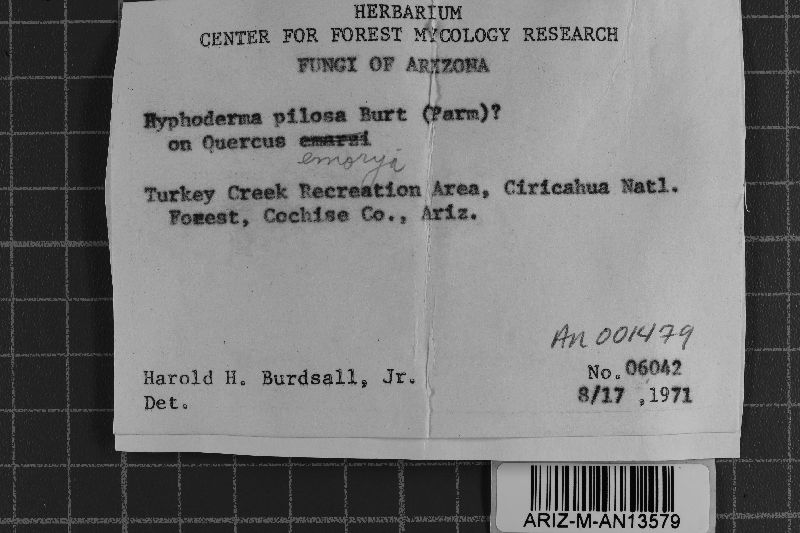 HERBARIUM
CENTER FOR FOREST MYCOLOGY RESEARCH
FUNGI OF ARIZONA
Hyphoderma pilosa Burt (Parm)?
on Quercus emarzi
emoryi
Turkey Creek Recreation Area, Ciricahua Natl.
Forest, Cochise Co., Ariz.
AN 001479
Harold H. Burdsall, Jr.
No. 06042
Det.
8/17 ,1971
ARIZ-M-AN13579